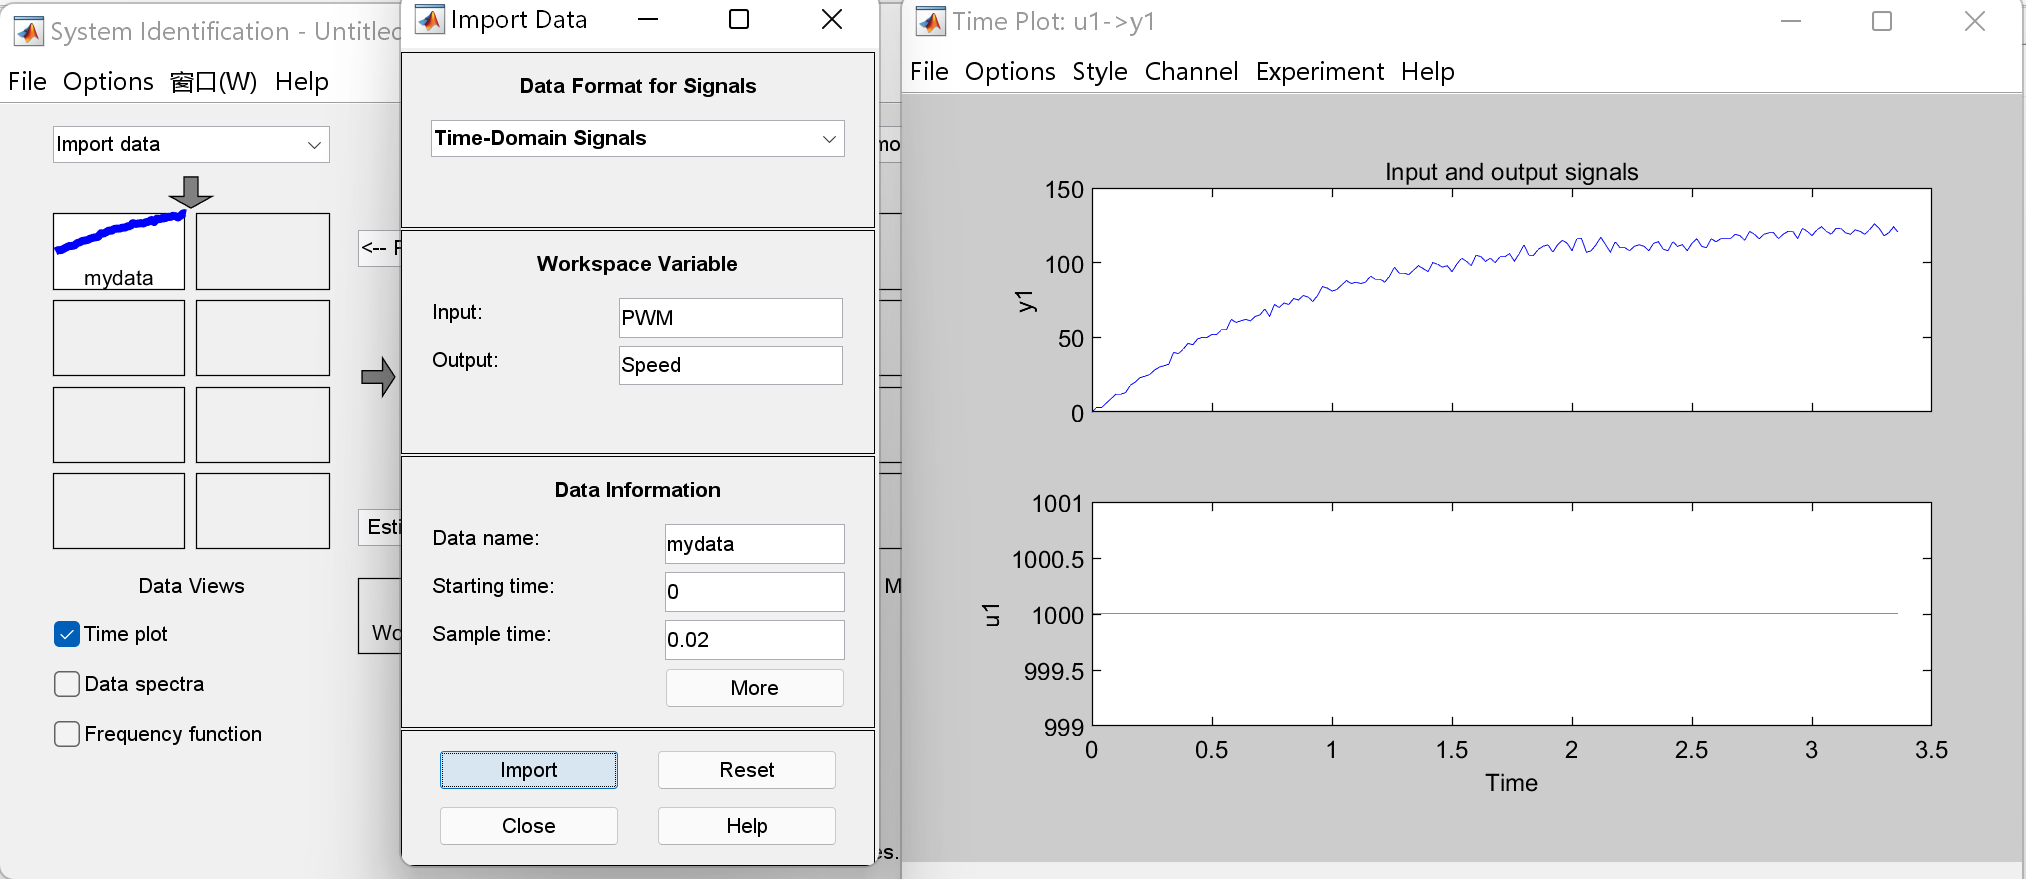 System Identification - Untitled
File Options 窗口(W) Help
Import data
mydata
<--
Data Views
Time plot
Data spectra
Frequency function
Import Data
Data Format for Signals
Time-Domain Signals
Workspace Variable
Input: PWM
Output: Speed
Data Information
Data name: mydata
Starting time: 0
Sample time: 0.02
More
Import Reset
Close Help
Time Plot: u1->y1
File Options Style Channel Experiment Help
Input and output signals
150
100
50
0
y1
1001
1000.5
1000
999.5
999
u1
0 0.5 1 1.5 2 2.5 3 3.5
Time